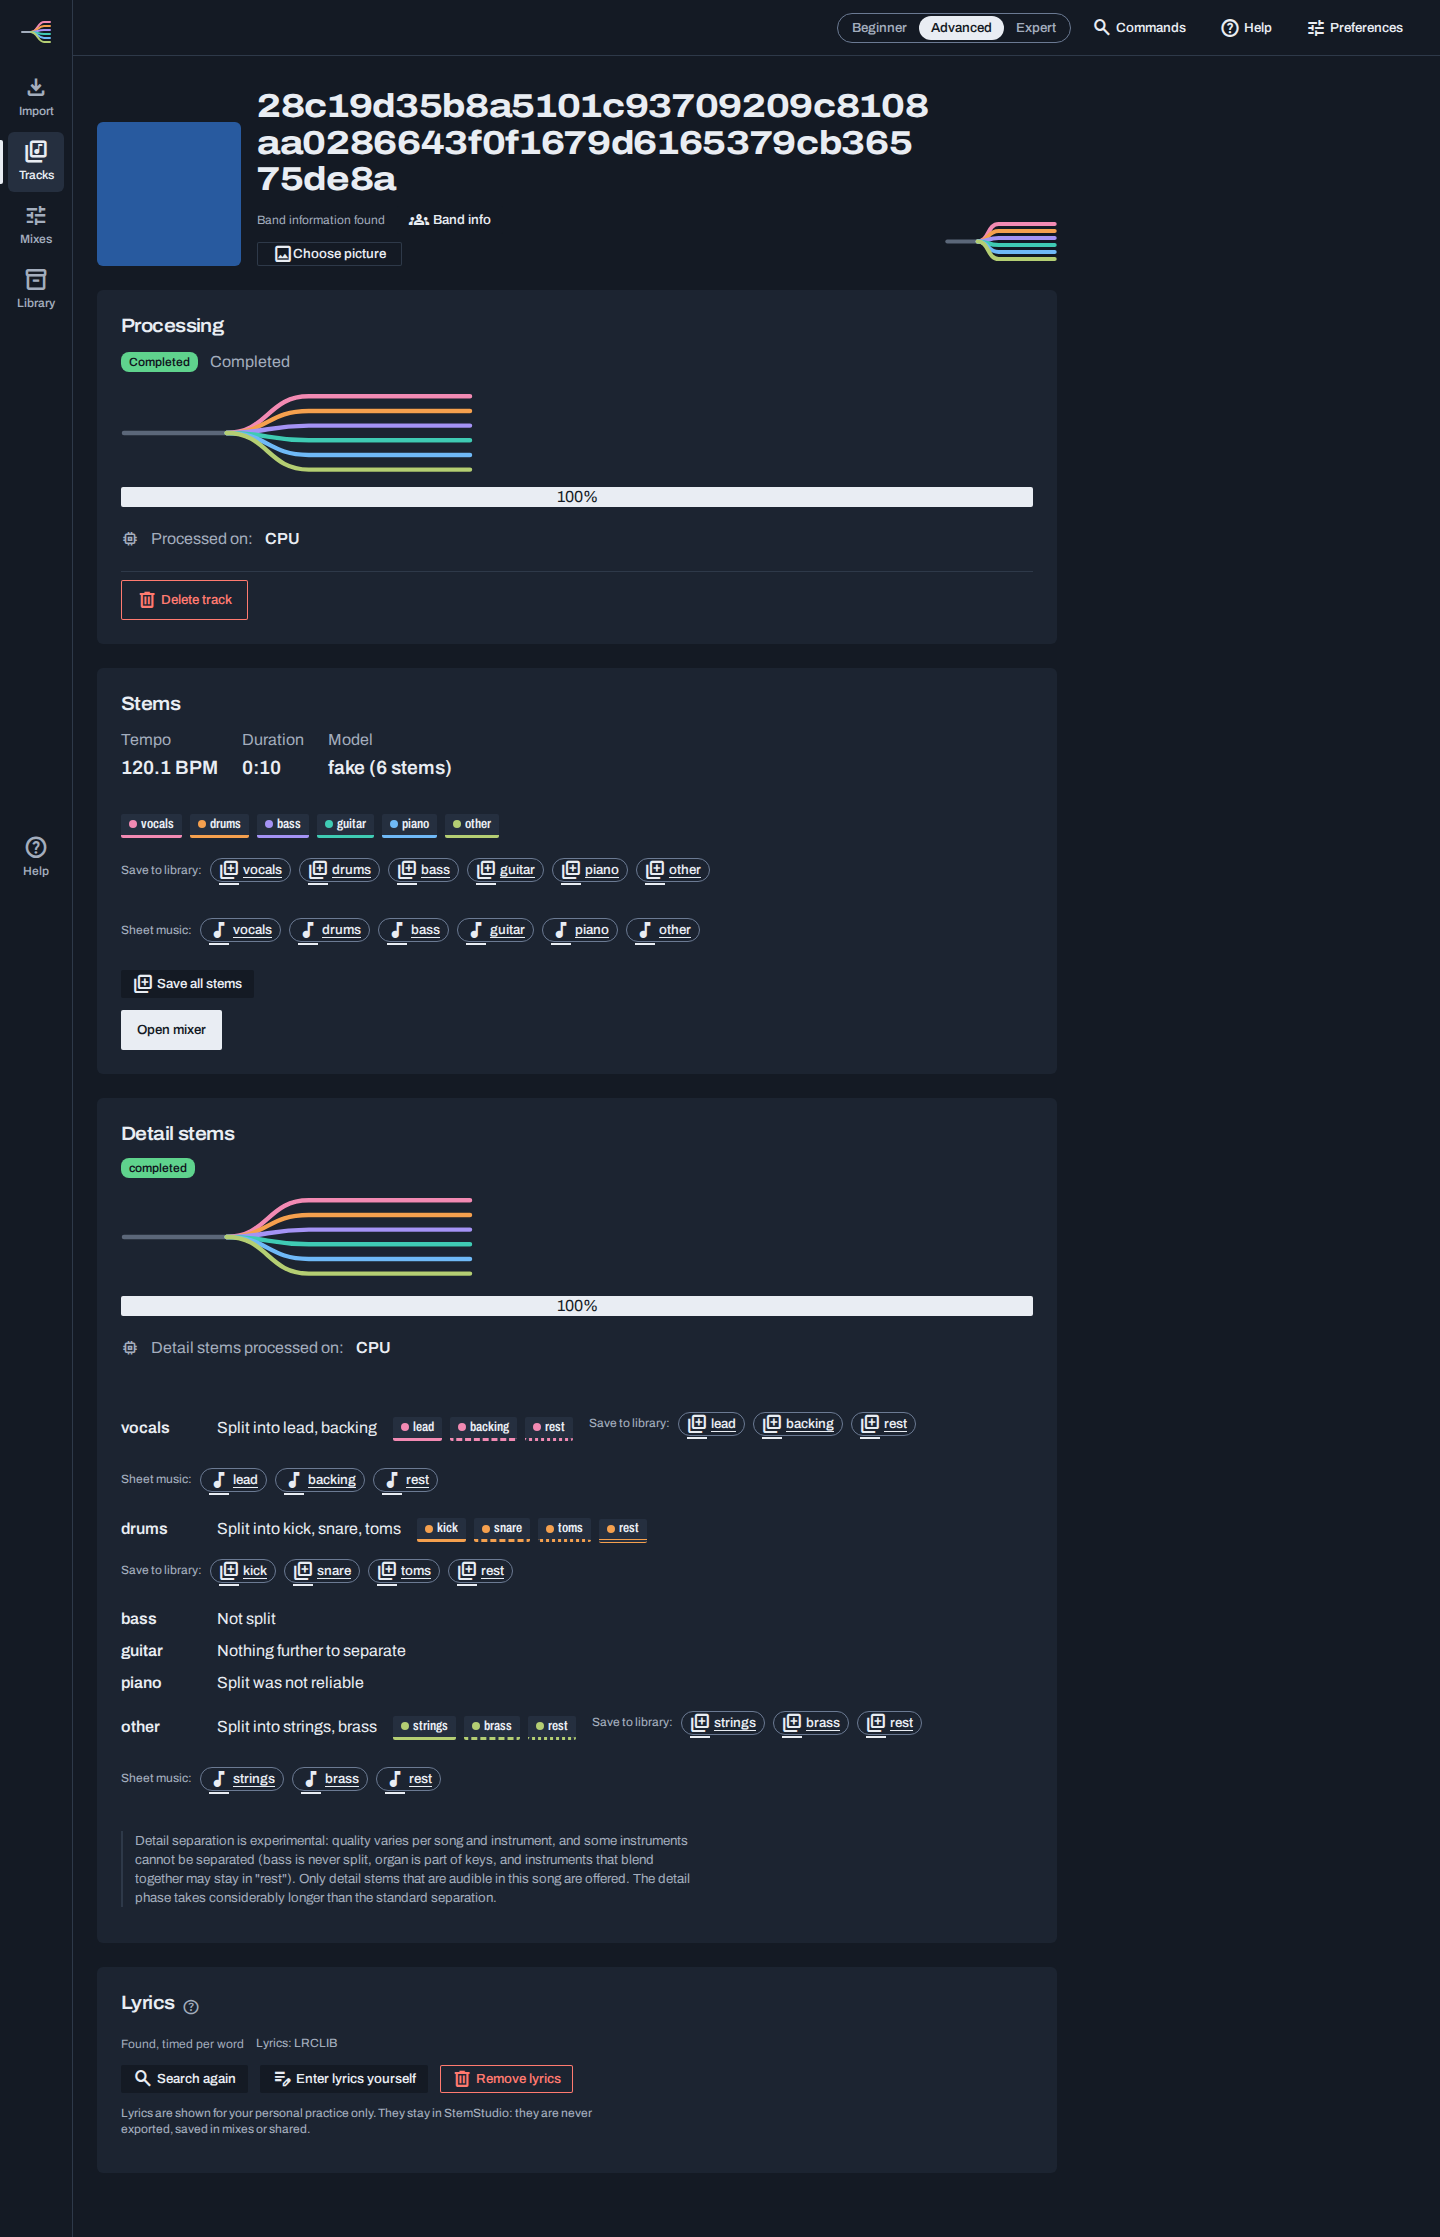 Beginner Advanced Expert Commands Help Preferences
Import
Tracks
Mixes
Library
Help
28c19d35b8a5101c93709209c8108
aa0286643f0f1679d6165379cb365
75de8a
Band information found Band info
Choose picture
Processing
Completed Completed
100%
Processed on: CPU
Delete track
Stems
Tempo Duration Model
120.1 BPM 0:10 fake (6 stems)
vocals drums bass guitar piano other
Save to library: vocals drums bass guitar piano other
Sheet music: vocals drums bass guitar piano other
Save all stems
Open mixer
Detail stems
completed
100%
Detail stems processed on: CPU
vocals Split into lead, backing lead backing rest Save to library: lead backing rest
Sheet music: lead backing rest
drums Split into kick, snare, toms kick snare toms rest
Save to library: kick snare toms rest
bass Not split
guitar Nothing further to separate
piano Split was not reliable
other Split into strings, brass strings brass rest Save to library: strings brass rest
Sheet music: strings brass rest
Detail separation is experimental: quality varies per song and instrument, and some instruments
cannot be separated (bass is never split, organ is part of keys, and instruments that blend
together may stay in "rest"). Only detail stems that are audible in this song are offered. The detail
phase takes considerably longer than the standard separation.
Lyrics
Found, timed per word Lyrics: LRCLIB
Search again Enter lyrics yourself Remove lyrics
Lyrics are shown for your personal practice only. They stay in StemStudio: they are never
exported, saved in mixes or shared.